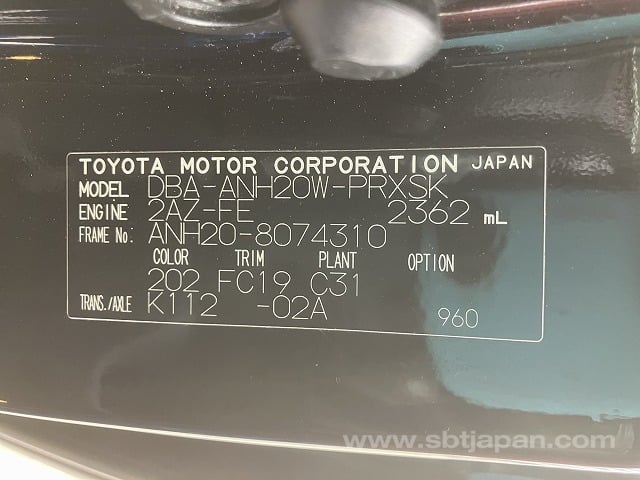 TOYOTA MOTOR CORPORATION JAPAN
MODEL DBA-ANH20W-PRXSK
ENGINE 2AZ-FE 2362 mL
FRAME No. ANH20-8074310
COLOR TRIM PLANT OPTION
202 FC19 C31
TRANS./AXLE K112 -02A
960
www.sbtjapan.com